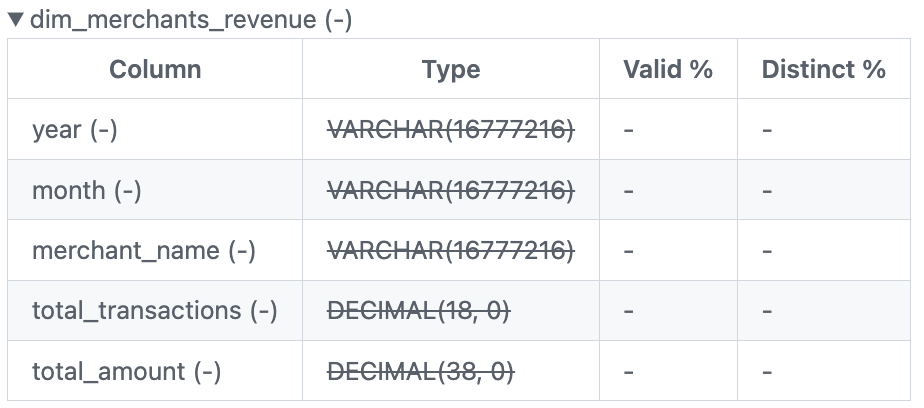 ▼ dim_merchants_revenue (-)
Column Type Valid % Distinct %
year (-) VARCHAR(16777216) - -
month (-) VARCHAR(16777216) - -
merchant_name (-) VARCHAR(16777216) - -
total_transactions (-) DECIMAL(18, 0) - -
total_amount (-) DECIMAL(38, 0) - -